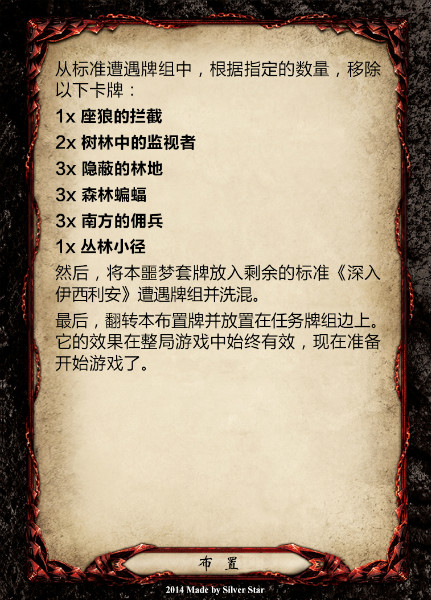 从标准遭遇牌组中，根据指定的数量，移除
以下卡牌：
1x 座狼的拦截
2x 树林中的监视者
3x 隐蔽的林地
3x 森林蝙蝠
3x 南方的佣兵
1x 丛林小径
然后，将本噩梦套牌放入剩余的标准《深入
伊西利安》遭遇牌组并洗混。
最后，翻转本布置牌并放置在任务牌组边上。
它的效果在整局游戏中始终有效，现在准备
开始游戏了。
布 置
2014 Made by Silver Star